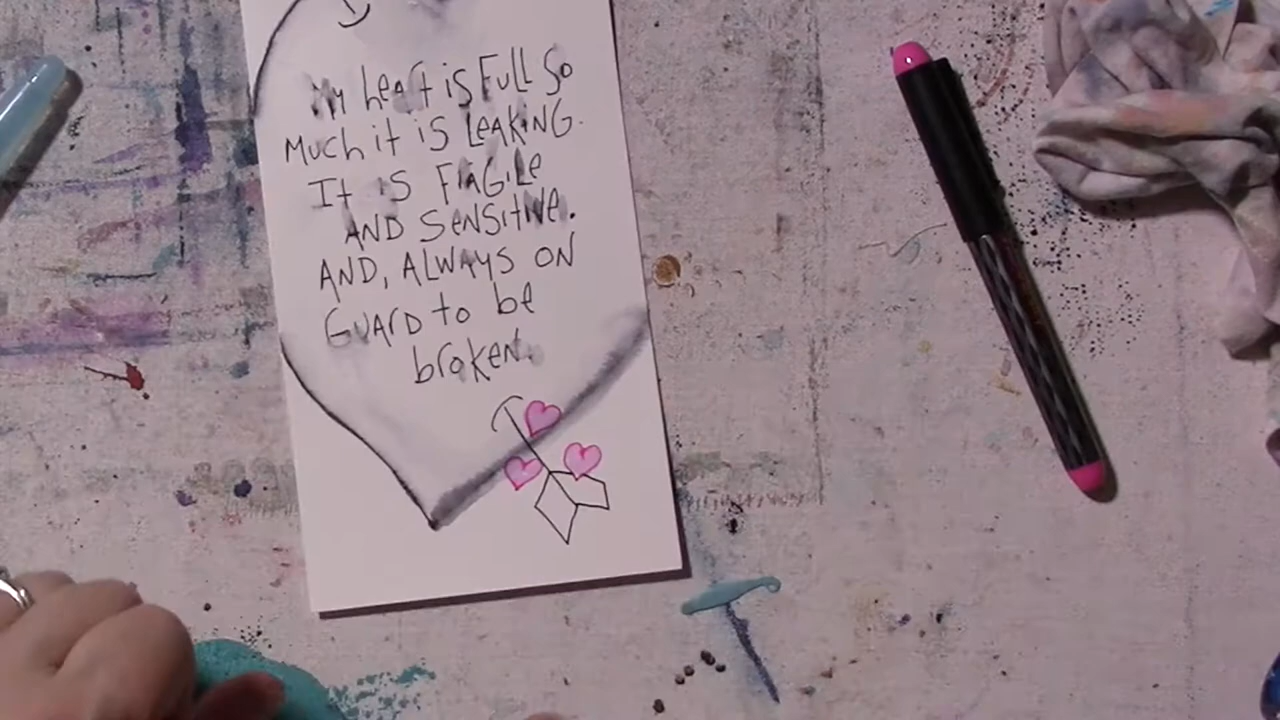 My heart is Full So
Much it is LeAKING.
It is FrAGiLe
AND SeNSitive.
AND, ALWAYS ON
GUArD to be
broken.